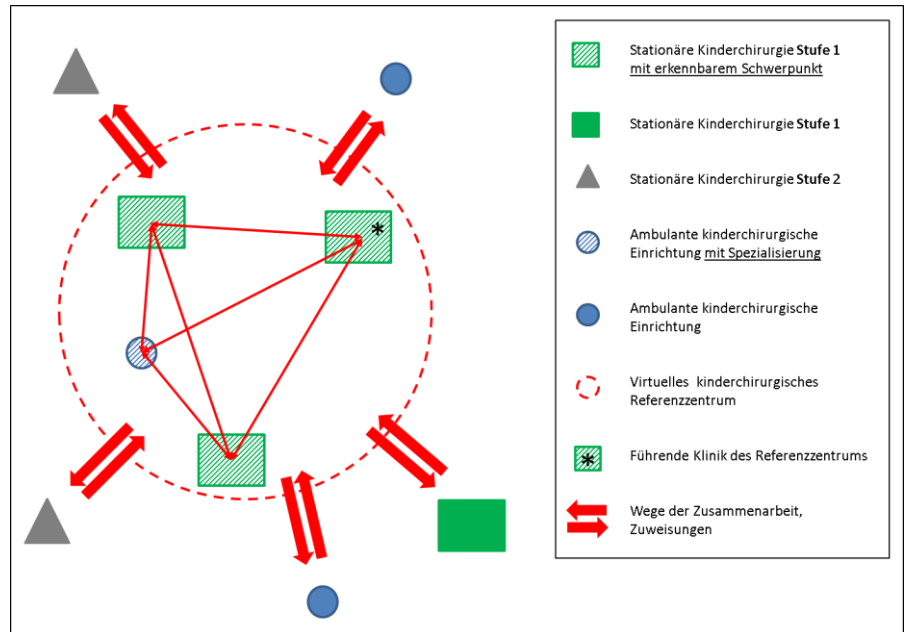 *
Stationäre Kinderchirurgie Stufe 1
mit erkennbarem Schwerpunkt
Stationäre Kinderchirurgie Stufe 1
Stationäre Kinderchirurgie Stufe 2
Ambulante kinderchirurgische
Einrichtung mit Spezialisierung
Ambulante kinderchirurgische
Einrichtung
Virtuelles kinderchirurgisches
Referenzzentrum
* Führende Klinik des Referenzzentrums
Wege der Zusammenarbeit,
Zuweisungen